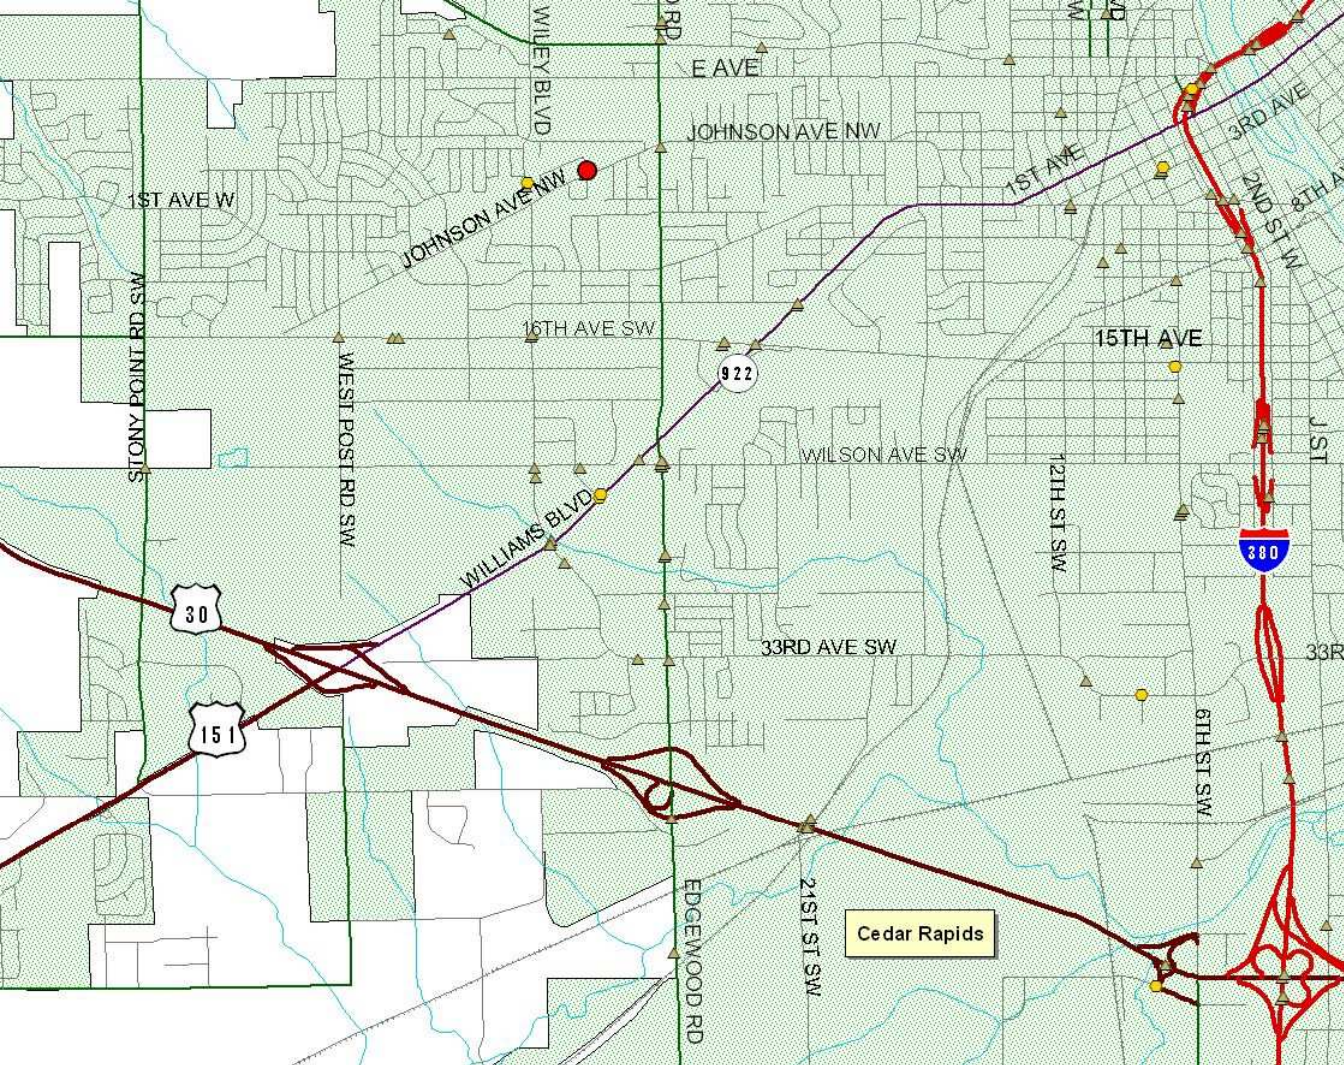 WILEY BLVD
W
E AVE
JOHNSON AVE NW
3RD AVE
1ST AVE
1ST AVE W
JOHNSON AVE NW
2ND ST W
8TH A
STONY POINT RD SW
16TH AVE SW
15TH AVE
922
WEST POST RD SW
J ST
WILSON AVE SW
12TH ST SW
WILLIAMS BLVD
380
30
33RD AVE SW
33R
151
6TH ST SW
EDGEWOOD RD
21ST ST SW
Cedar Rapids